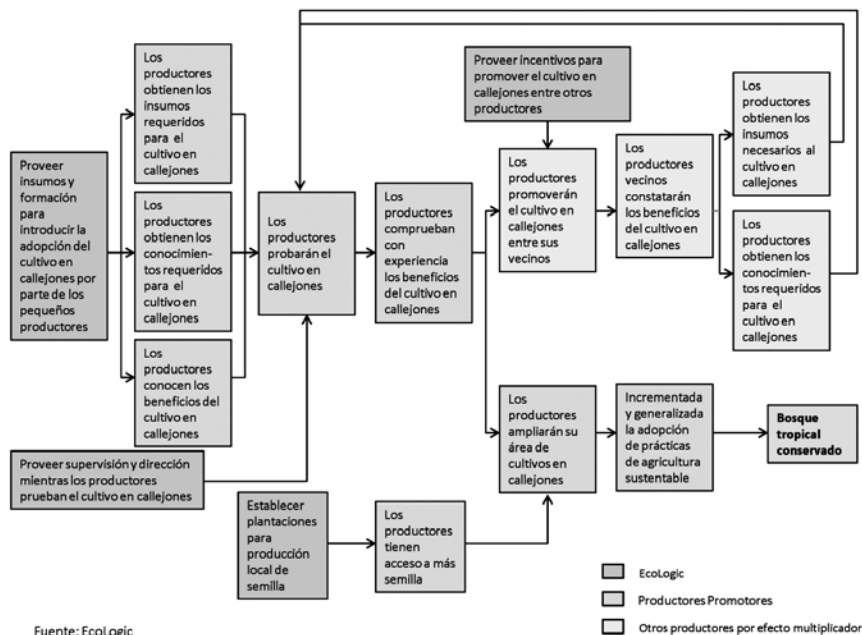 Proveer
insumos y
formación
para
introducir la
adopción del
cultivo en
callejones por
parte de los
pequeños
productores
Los
productores
obtienen los
insumos
requeridos
para el
cultivo en
callejones
Los
productores
obtienen los
conocimien-
tos requeridos
para el
cultivo en
callejones
Los
productores
conocen los
beneficios del
cultivo en
callejones
Proveer supervisión y dirección
mientras los productores
prueban el cultivo en callejones
Los
productores
probarán el
cultivo en
callejones
Los
productores
comprueban
con
experiencia
los beneficios
del cultivo en
callejones
Proveer incentivos para
promover el cultivo en
callejones entre otros
productores
Los
productores
promoverán
el cultivo en
callejones
entre sus
vecinos
Los
productores
vecinos
constatarán
los beneficios
del cultivo en
callejones
Los
productores
obtienen los
insumos
necesarios al
cultivo en
callejones
Los
productores
obtienen los
conocimien-
tos requeridos
para el
cultivo en
callejones
Los
productores
ampliarán su
área de
cultivos en
callejones
Incrementada
y generalizada
la adopción
de prácticas
de agricultura
sustentable
Bosque
tropical
conservado
Establecer
plantaciones
para
producción
local de
semilla
Los
productores
tienen
acceso a más
semilla
EcoLogic
Productores Promotores
Otros productores por efecto multiplicador
Fuente: EcoLogic